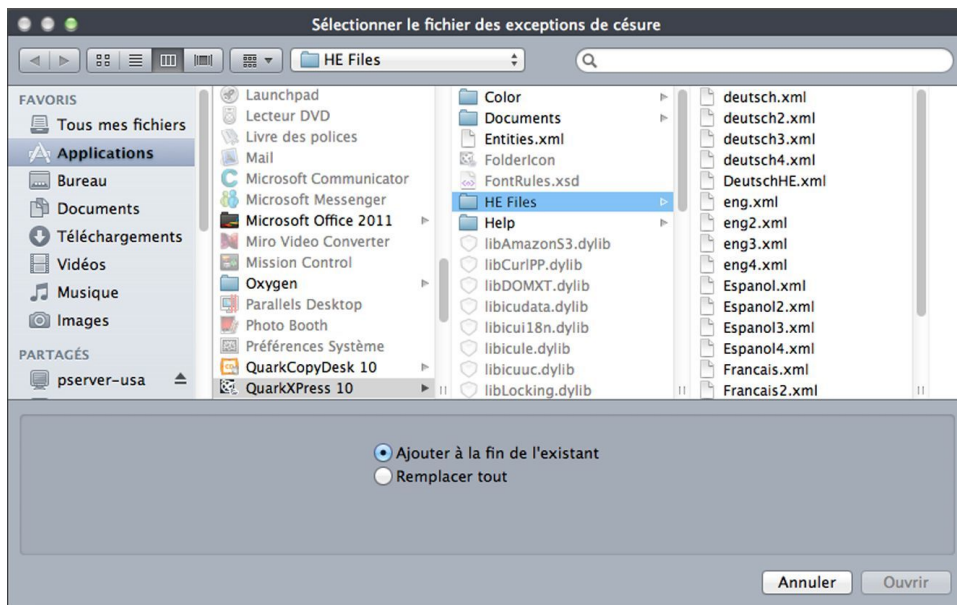 Sélectionner le fichier des exceptions de césure
HE Files
FAVORIS
Tous mes fichiers
Applications
Bureau
Documents
Téléchargements
Vidéos
Musique
Images
PARTAGÉS
pserver-usa
Launchpad
Lecteur DVD
Livre des polices
Mail
Microsoft Communicator
Microsoft Messenger
Microsoft Office 2011
Miro Video Converter
Mission Control
Oxygen
Parallels Desktop
Photo Booth
Préférences Système
QuarkCopyDesk 10
QuarkXPress 10
Color
Documents
Entities.xml
FolderIcon
FontRules.xsd
HE Files
Help
libAmazonS3.dylib
libCurlPP.dylib
libDOMXT.dylib
libicudata.dylib
libicui18n.dylib
libicule.dylib
libicuuc.dylib
libLocking.dylib
deutsch.xml
deutsch2.xml
deutsch3.xml
deutsch4.xml
DeutschHE.xml
eng.xml
eng2.xml
eng3.xml
eng4.xml
Espanol.xml
Espanol2.xml
Espanol3.xml
Espanol4.xml
Francais.xml
Francais2.xml
Ajouter à la fin de l'existant
Remplacer tout
Annuler
Ouvrir